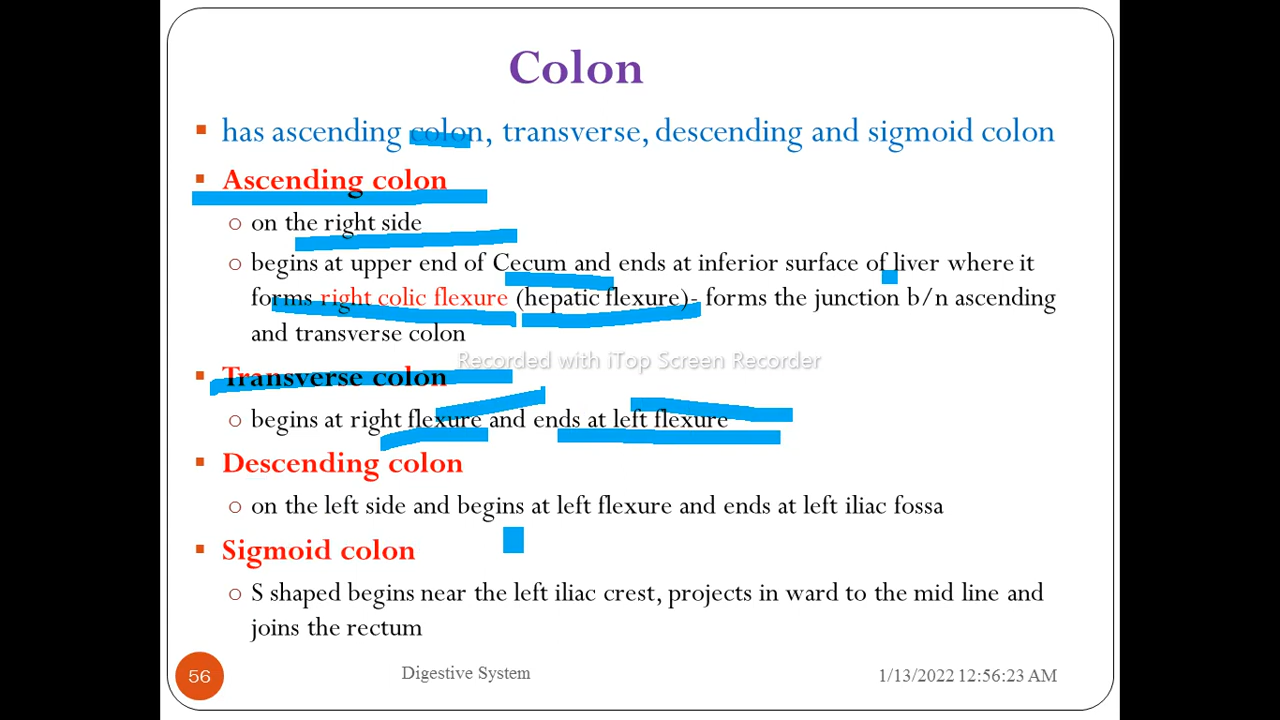 Colon
▪ has ascending colon, transverse, descending and sigmoid colon
▪ Ascending colon
o on the right side
o begins at upper end of Cecum and ends at inferior surface of liver where it
forms right colic flexure (hepatic flexure)- forms the junction b/n ascending
and transverse colon
Recorded with iTop Screen Recorder
▪ Transverse colon
o begins at right flexure and ends at left flexure
▪ Descending colon
o on the left side and begins at left flexure and ends at left iliac fossa
▪ Sigmoid colon
o S shaped begins near the left iliac crest, projects in ward to the mid line and
joins the rectum
56 Digestive System 1/13/2022 12:56:23 AM